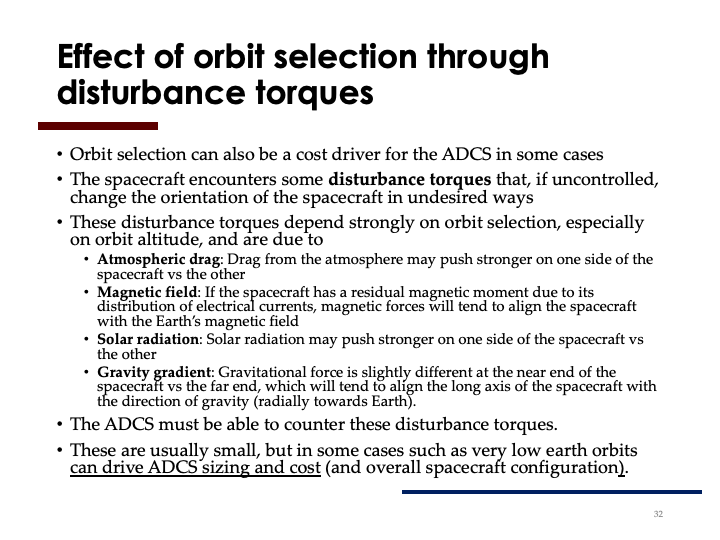 Effect of orbit selection through
disturbance torques
• Orbit selection can also be a cost driver for the ADCS in some cases
• The spacecraft encounters some disturbance torques that, if uncontrolled,
change the orientation of the spacecraft in undesired ways
• These disturbance torques depend strongly on orbit selection, especially
on orbit altitude, and are due to
• Atmospheric drag: Drag from the atmosphere may push stronger on one side of the
spacecraft vs the other
• Magnetic field: If the spacecraft has a residual magnetic moment due to its
distribution of electrical currents, magnetic forces will tend to align the spacecraft
with the Earth's magnetic field
• Solar radiation: Solar radiation may push stronger on one side of the spacecraft vs
the other
• Gravity gradient: Gravitational force is slightly different at the near end of the
spacecraft vs the far end, which will tend to align the long axis of the spacecraft with
the direction of gravity (radially towards Earth).
• The ADCS must be able to counter these disturbance torques.
• These are usually small, but in some cases such as very low earth orbits
can drive ADCS sizing and cost (and overall spacecraft configuration).
32